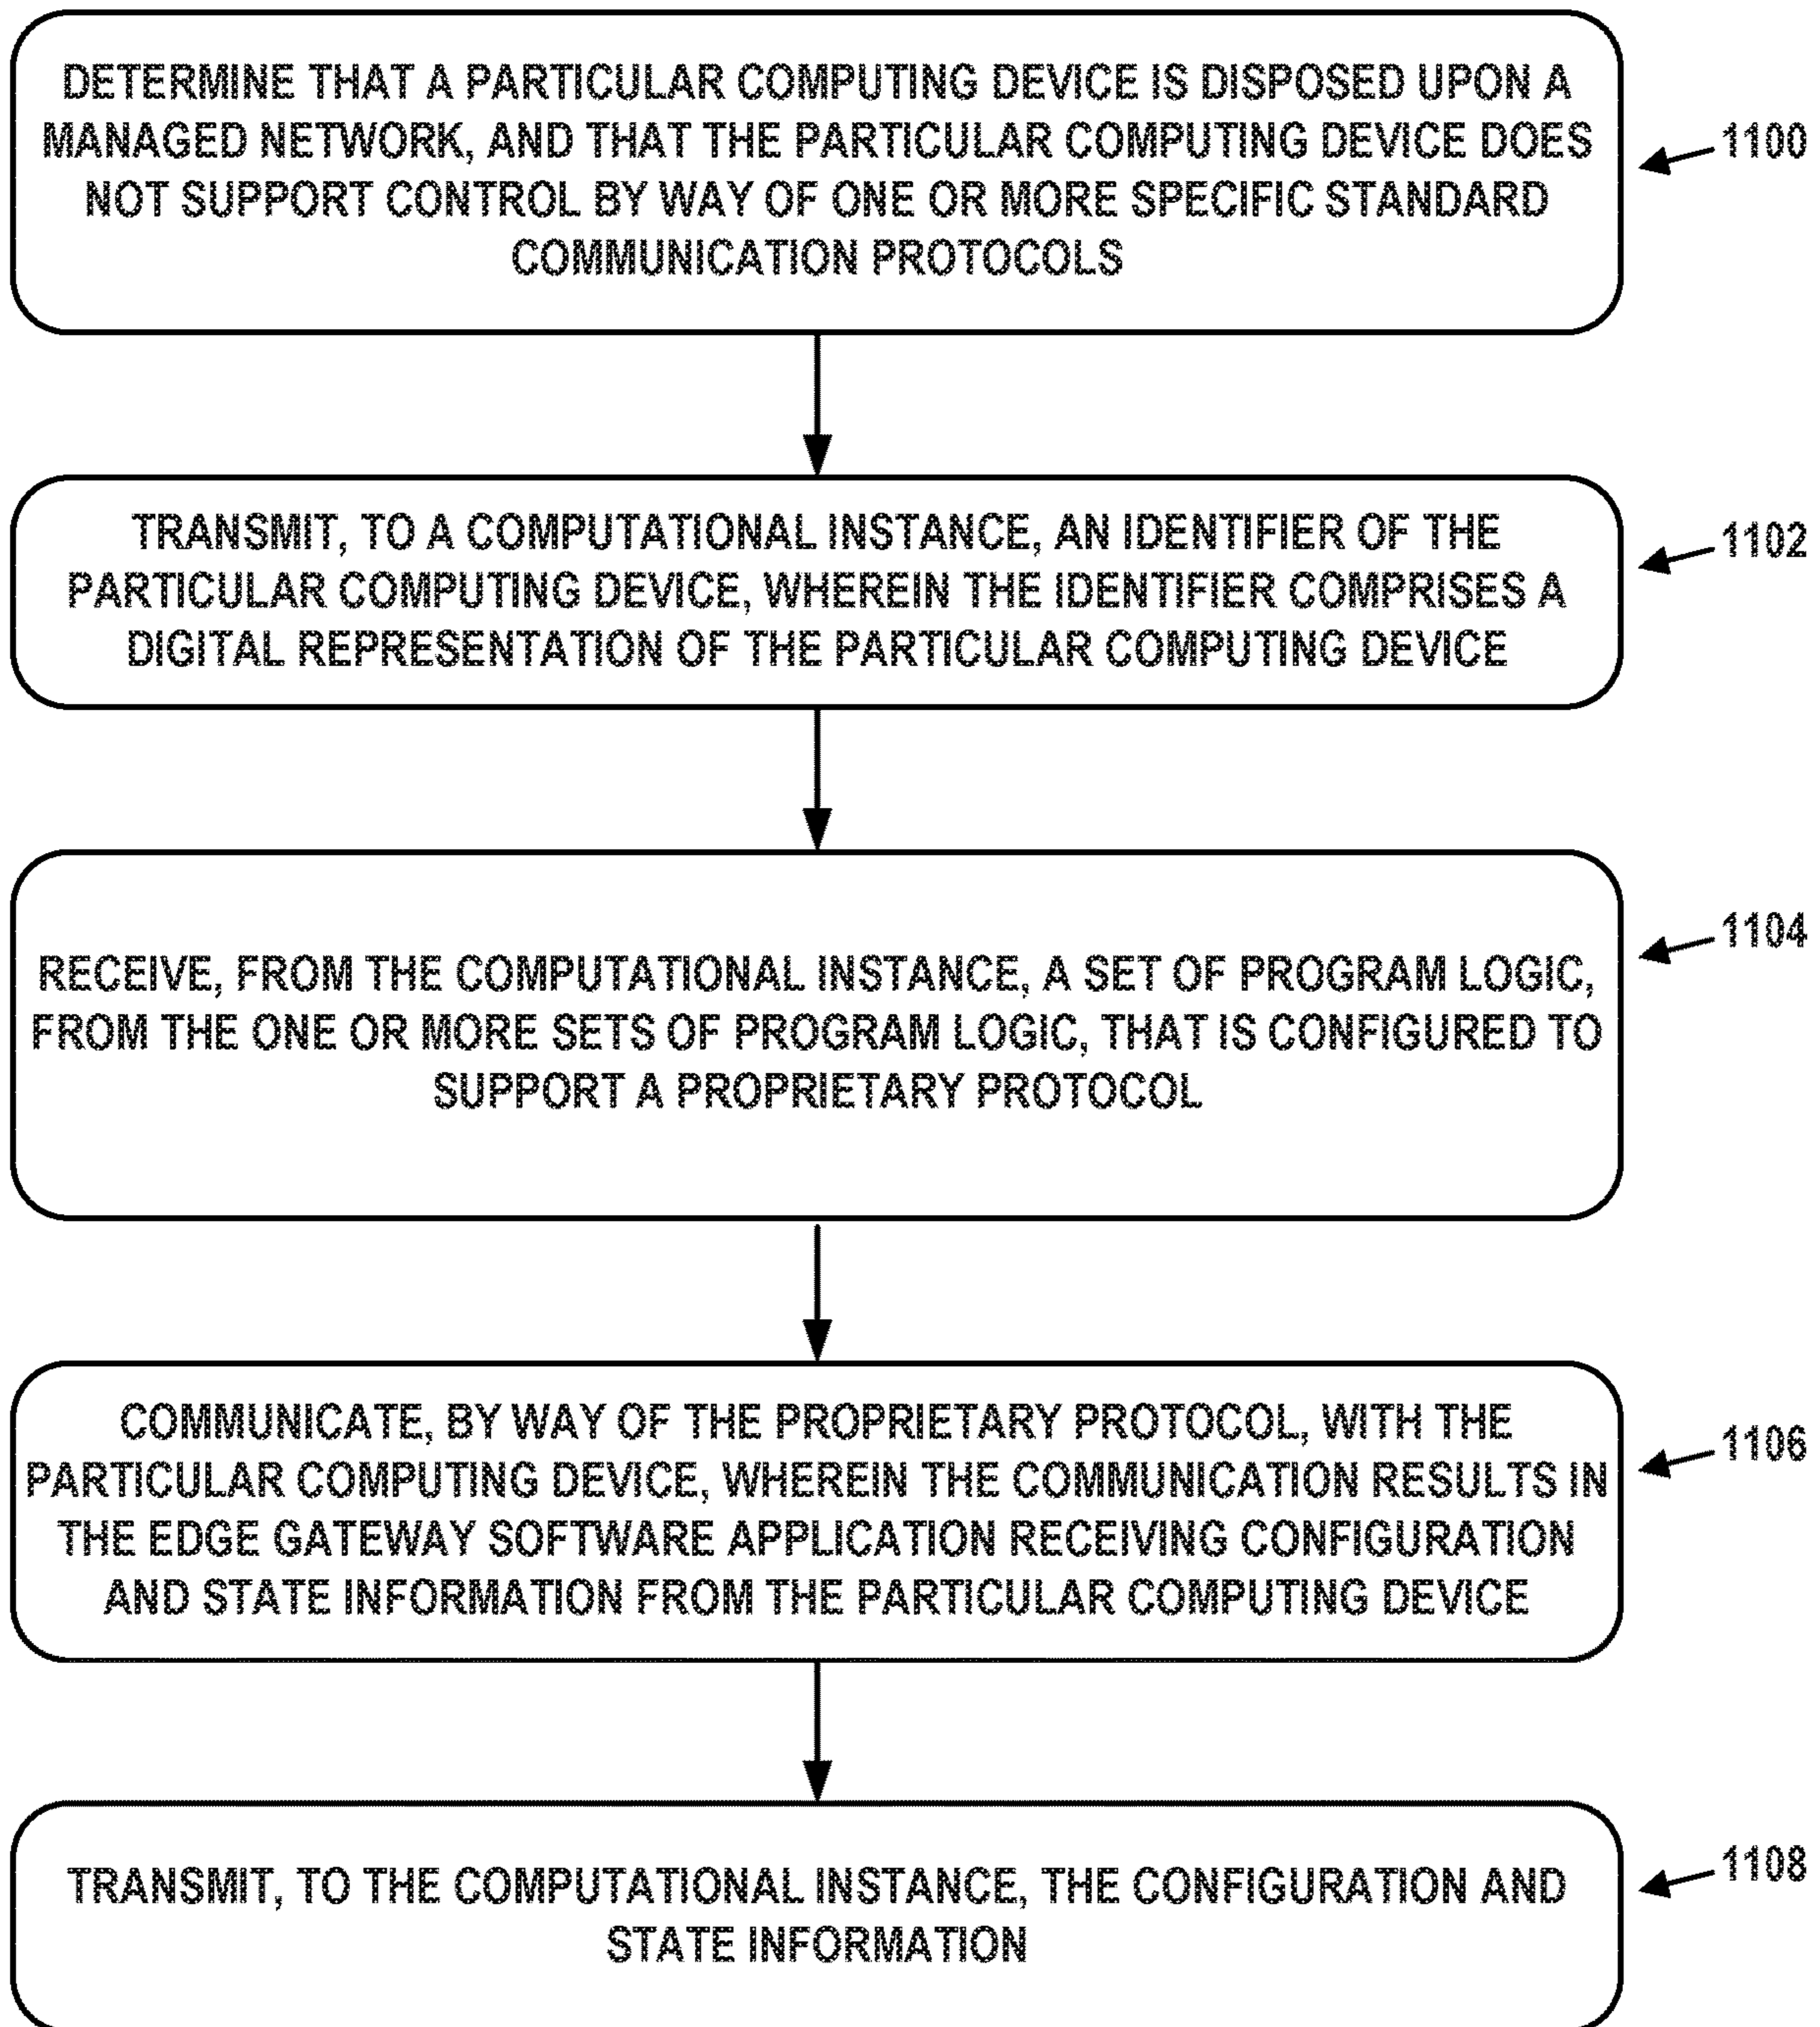 DETERMINE THAT A PARTICULAR COMPUTING DEVICE IS DISPOSED UPON A
MANAGED NETWORK, AND THAT THE PARTICULAR COMPUTING DEVICE DOES
NOT SUPPORT CONTROL BY WAY OF ONE OR MORE SPECIFIC STANDARD
COMMUNICATION PROTOCOLS
1100
TRANSMIT, TO A COMPUTATIONAL INSTANCE, AN IDENTIFIER OF THE
PARTICULAR COMPUTING DEVICE, WHEREIN THE IDENTIFIER COMPRISES A
DIGITAL REPRESENTATION OF THE PARTICULAR COMPUTING DEVICE
1102
RECEIVE, FROM THE COMPUTATIONAL INSTANCE, A SET OF PROGRAM LOGIC,
FROM THE ONE OR MORE SETS OF PROGRAM LOGIC, THAT IS CONFIGURED TO
SUPPORT A PROPRIETARY PROTOCOL
1104
COMMUNICATE, BY WAY OF THE PROPRIETARY PROTOCOL, WITH THE
PARTICULAR COMPUTING DEVICE, WHEREIN THE COMMUNICATION RESULTS IN
THE EDGE GATEWAY SOFTWARE APPLICATION RECEIVING CONFIGURATION
AND STATE INFORMATION FROM THE PARTICULAR COMPUTING DEVICE
1106
TRANSMIT, TO THE COMPUTATIONAL INSTANCE, THE CONFIGURATION AND
STATE INFORMATION
1108